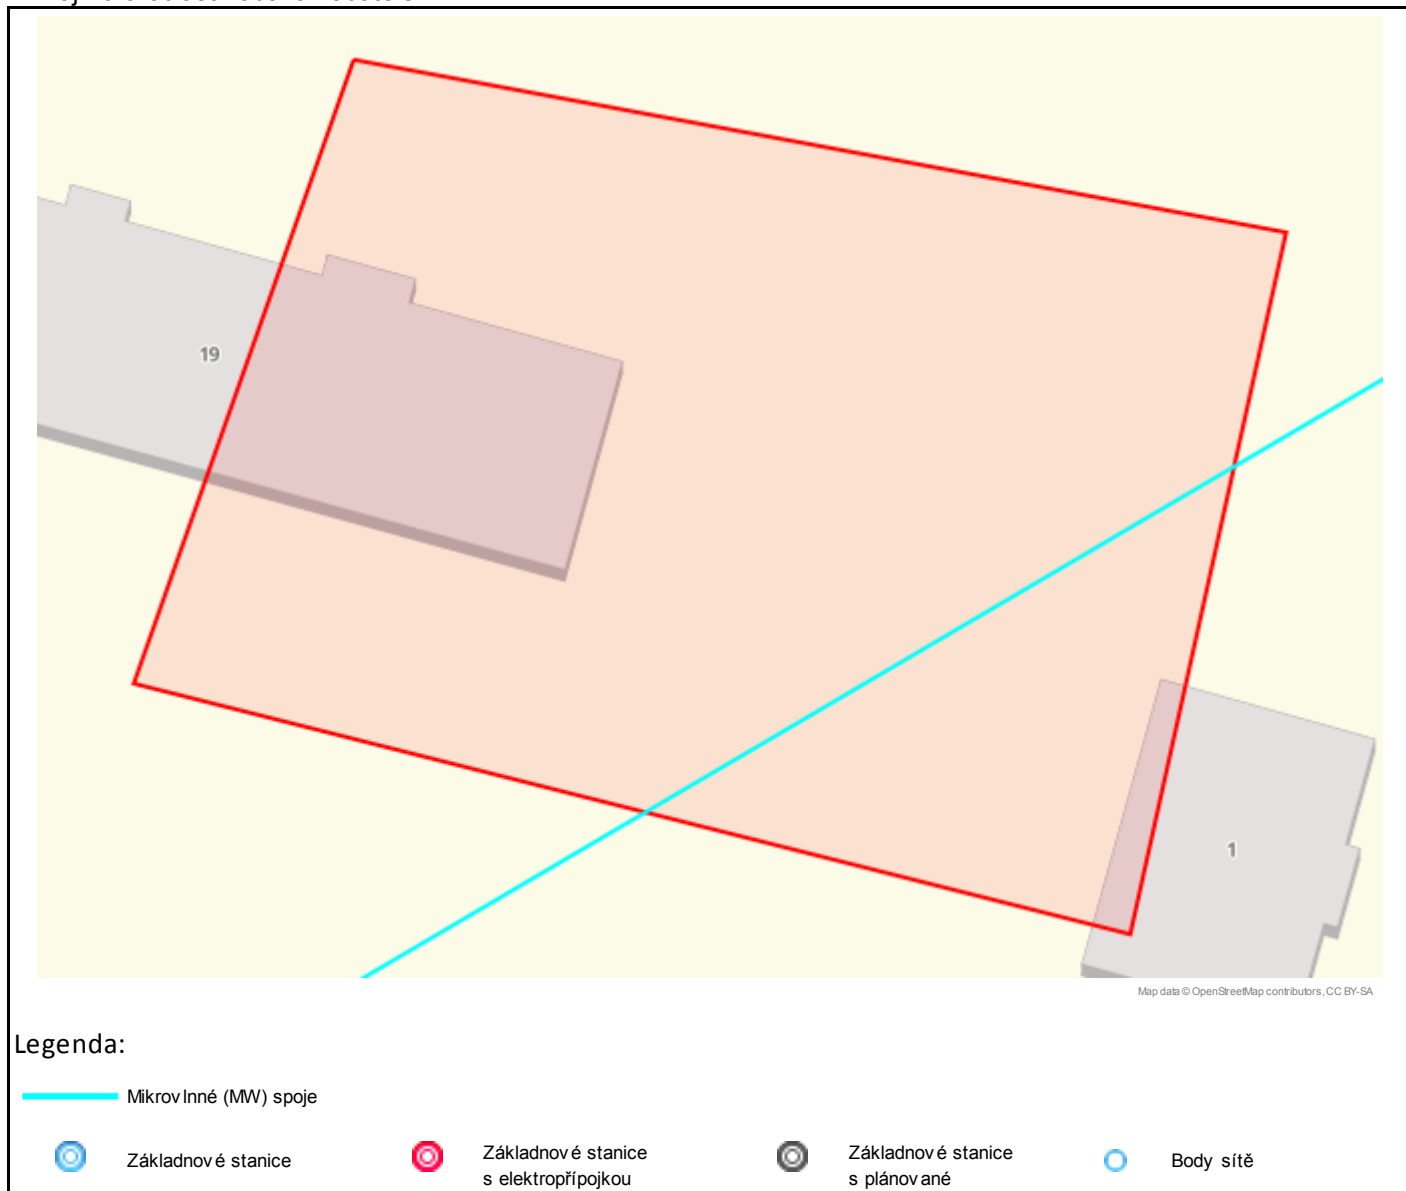 19
1
Map data © OpenStreetMap contributors, CC BY-SA
Legenda:
Mikrovlnné (MW) spoje
Základnové stanice
Základnové stanice
s elektropřípojkou
Základnové stanice
s plánované
Body sítě